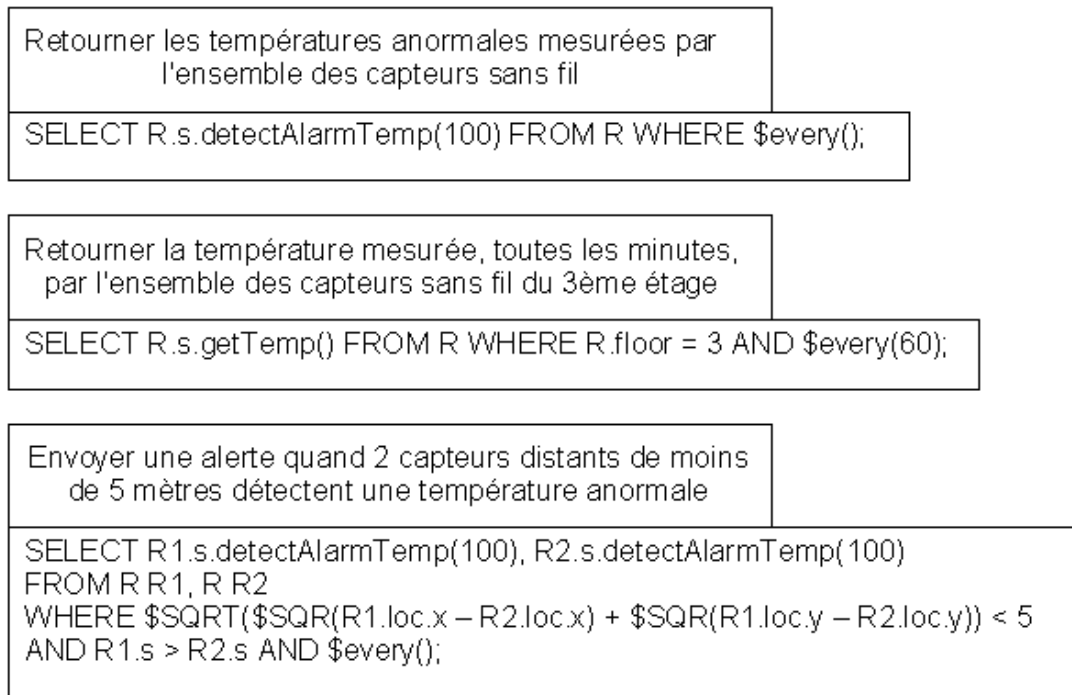 Retourner les températures anormales mesurées par
l'ensemble des capteurs sans fil
SELECT R.s.detectAlarmTemp(100) FROM R WHERE $every();
Retourner la température mesurée, toutes les minutes,
par l'ensemble des capteurs sans fil du 3ème étage
SELECT R.s.getTemp() FROM R WHERE R.floor = 3 AND $every(60);
Envoyer une alerte quand 2 capteurs distants de moins
de 5 mètres détectent une température anormale
SELECT R1.s.detectAlarmTemp(100), R2.s.detectAlarmTemp(100)
FROM R R1, R R2
WHERE $SQRT($SQR(R1.loc.x – R2.loc.x) + $SQR(R1.loc.y – R2.loc.y)) < 5
AND R1.s > R2.s AND $every();